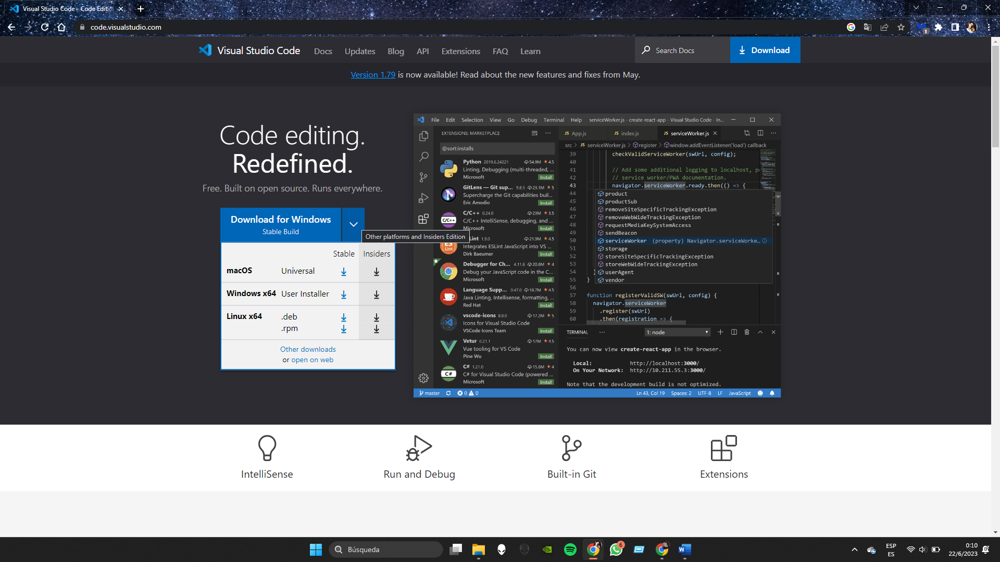 Visual Studio Code - Code Editi
code.visualstudio.com
1
Visual Studio Code
Docs
Updates
Blog
API
Extensions
FAQ
Learn
Search Docs
Download
Version 1.79 is now available! Read about the new features and fixes from May.
Code editing.
Redefined.
Free. Built on open source. Runs everywhere.
Download for Windows
Stable Build
Other platforms and Insiders Edition
Stable Insiders
macOS Universal
Windows x64 User Installer
Linux x64 .deb
.rpm
Other downloads
or open on web
File Edit Selection View Go Debug Terminal Help serviceWorker.js - create-react-app - Visual Studio Code - In...
EXTENSIONS: MARKETPLACE
@sort:installs
Python 2019.6.24221 54.9M 4.5
Linting, Debugging (multi-threaded, ...
Microsoft Install
GitLens — Git sup... 9.8.5 23.1M 5
Supercharge the Git capabilities buil...
Eric Amodio Install
C/C++ 0.24.0 23M 3.5
C/C++
C/C++ IntelliSense, debugging, and ...
Microsoft Install
Lint 1.9.0 21.9M 4.5
ES
Lint
Integrates ESLint JavaScript into VS ...
Dirk Baeumer Install
Debugger for Ch... 4.11.6 20.6M 4
Debug your JavaScript code in the C...
Microsoft Install
Language Supp... 0.47.0 18.7M 4.5
Java Linting, Intellisense, formatting, ...
Red Hat Install
vscode-icons 8.8.0 17.2M 5
Icons for Visual Studio Code
VSCode Icons Team Install
Vetur 0.21.1 17M 4.5
Vue tooling for VS Code
Pine Wu Install
C# 1.21.0 15.6M 4
C#
C# for Visual Studio Code (powered ...
Microsoft Install
JS App.js JS index.js JS serviceWorker.js
src > JS serviceWorker.js > register > window.addEventListener('load') callback
39 checkValidServiceWorker(swUrl, config);
40
41 // Add some additional logging to localhost, p
42 // service worker/PWA documentation.
43 navigator.serviceWorker.ready.then(() => {
44 product
45 productSub
46 removeSiteSpecificTrackingException
47 removeWebWideTrackingException
48 requestMediaKeySystemAccess
49 sendBeacon
50 serviceWorker (property) Navigator.serviceWorke...
51 storage
52 storeSiteSpecificTrackingException
53 storeWebWideTrackingException
54 } userAgent
55 } vendor
56
57 function registerValidSW(swUrl, config) {
58 navigator.serviceWorker
59 .register(swUrl)
60 .then(registration => {
TERMINAL ... 1: node
You can now view create-react-app in the browser.
Local: http://localhost:3000/
On Your Network: http://10.211.55.3:3000/
Note that the development build is not optimized.
master 0 0 Ln 43, Col 19 Spaces: 2 UTF-8 LF JavaScript
IntelliSense
Run and Debug
Built-in Git
Extensions
Búsqueda
6
W
ESP
ES
0:10
22/6/2023